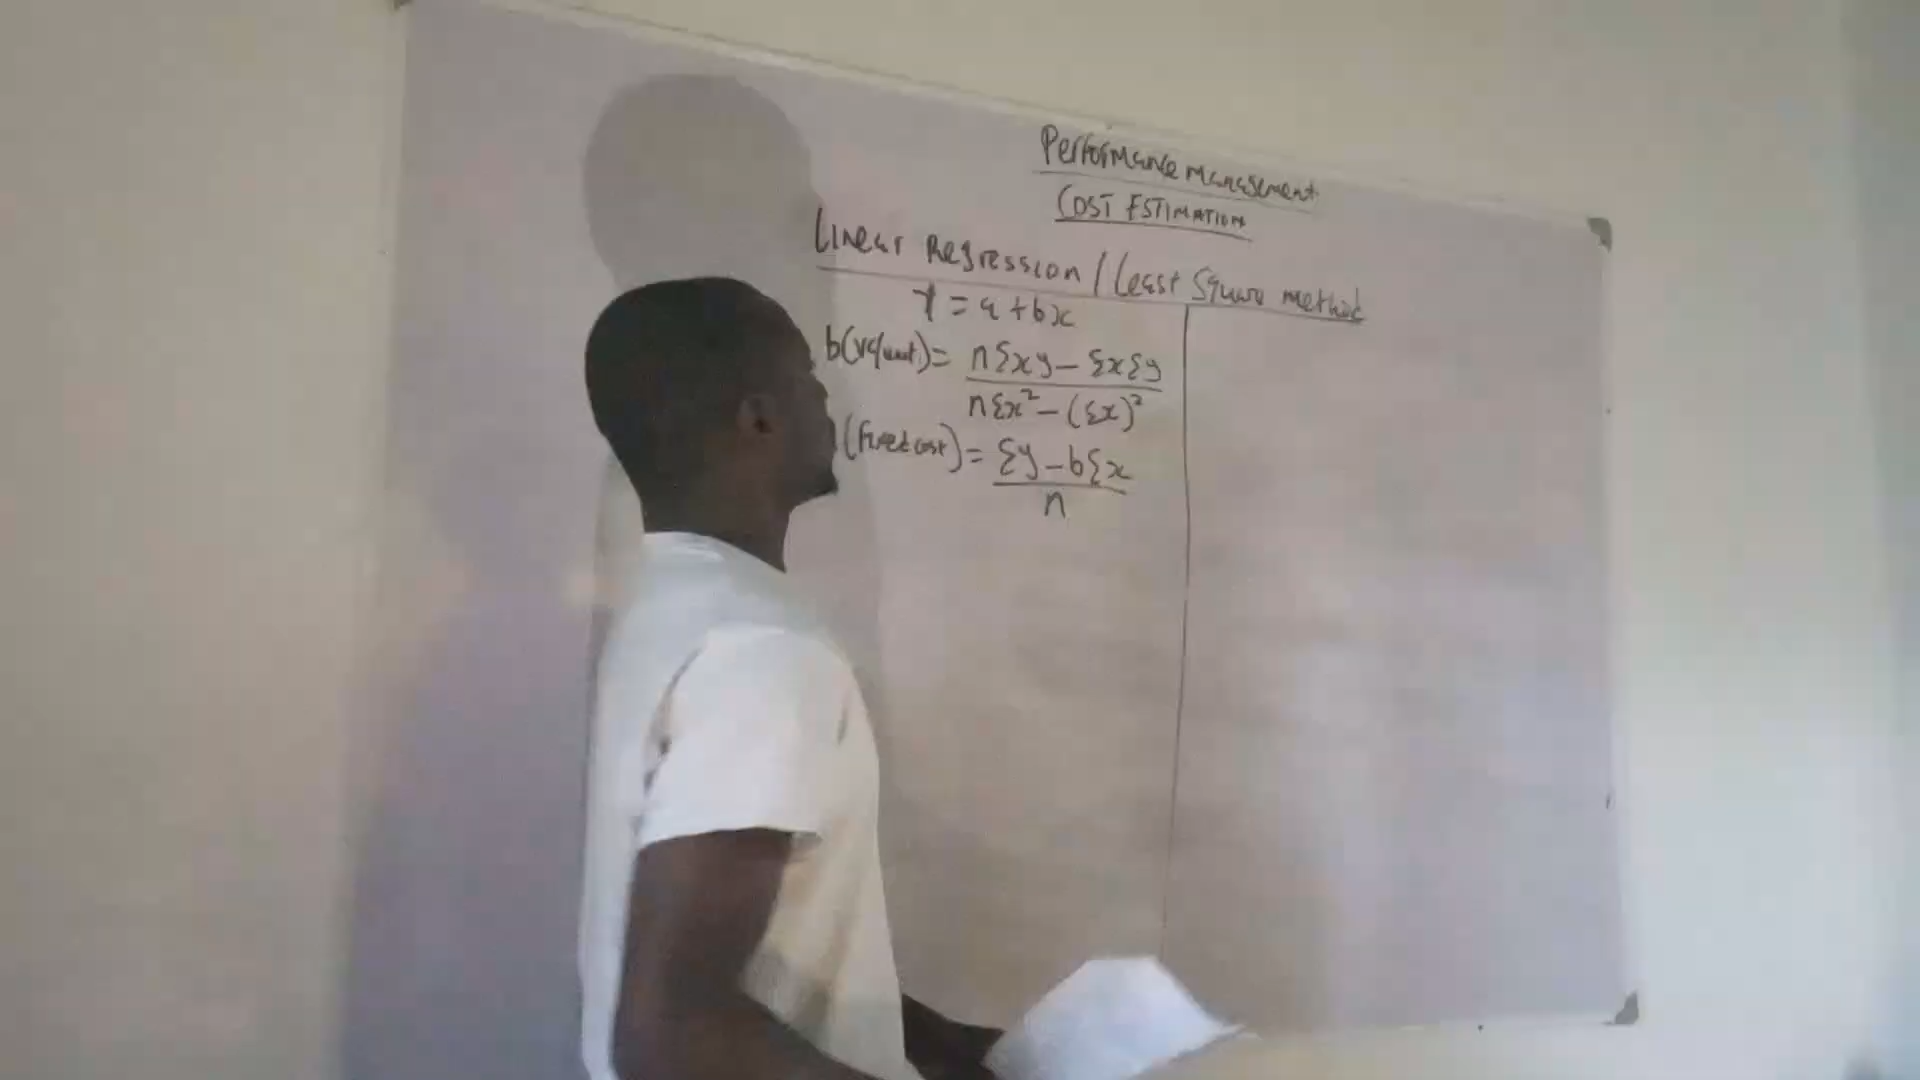 Performance management
COST ESTIMATION
Linear Regression / Least Square method
Y = a + bx
b(vc/unit) = nΣxy – ΣxΣy
nΣx² – (Σx)²
(fixed cost) = Σy – bΣx
n